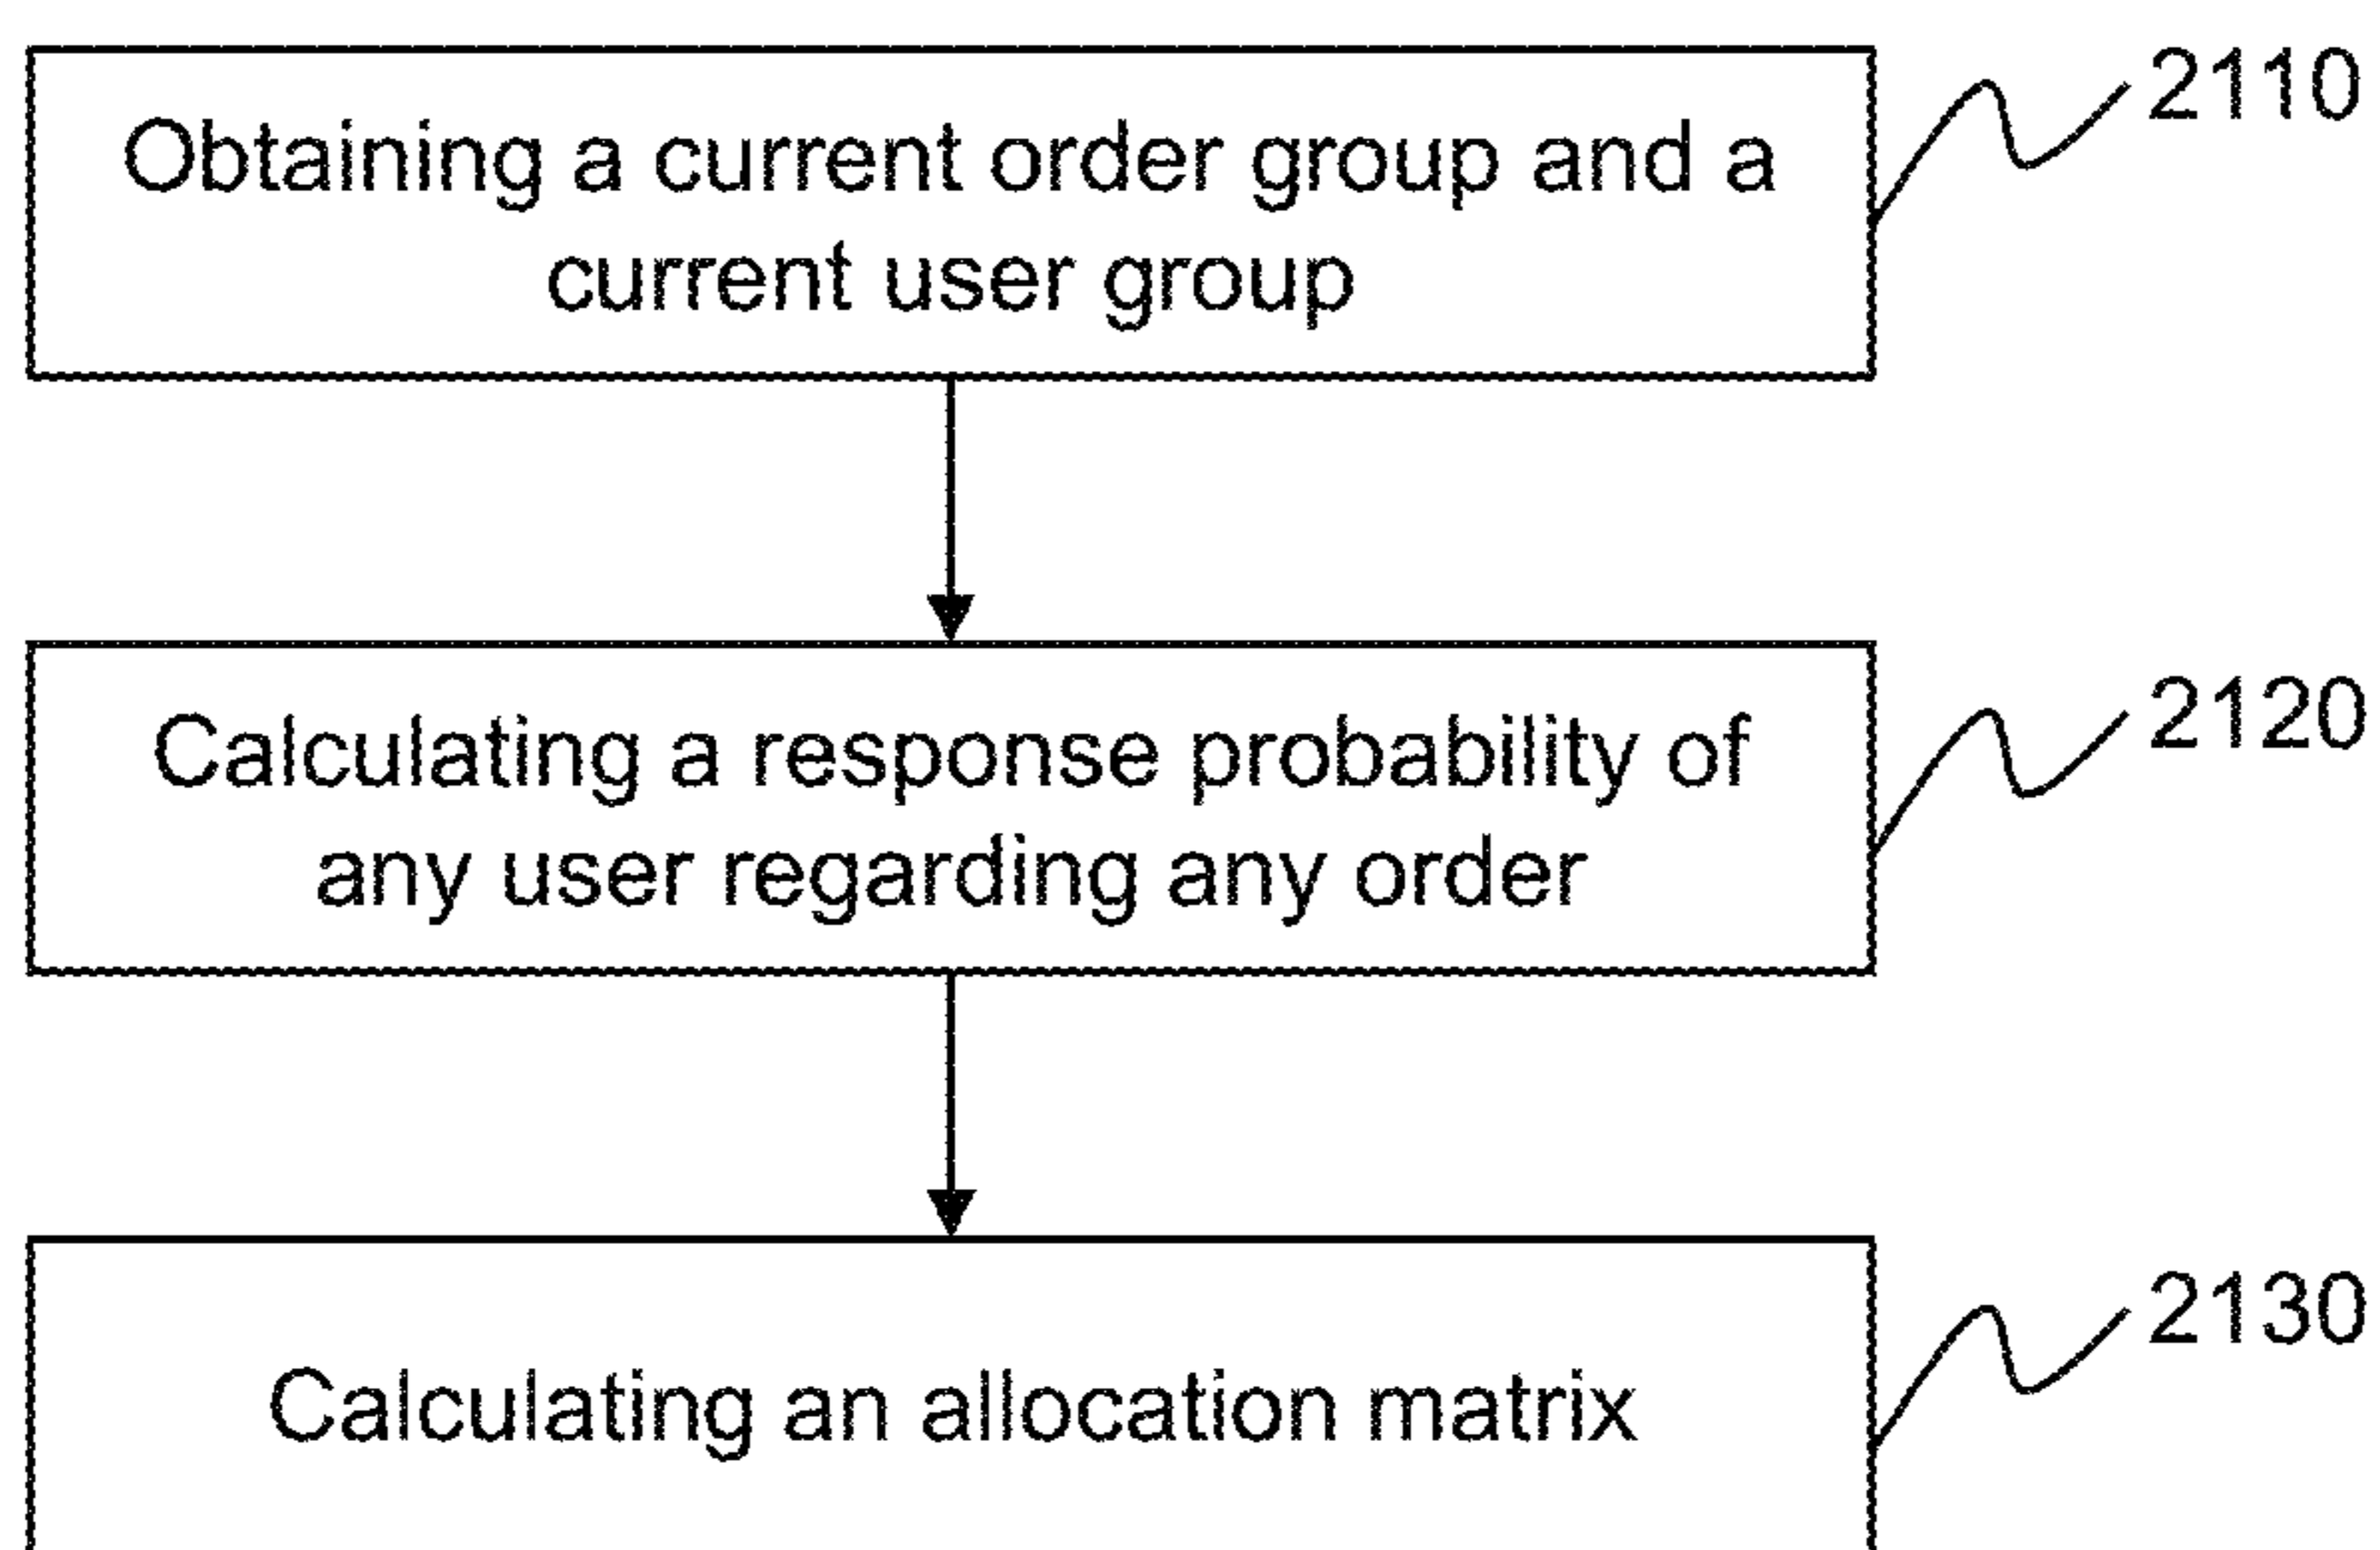 2110
Obtaining a current order group and a
current user group
2120
Calculating a response probability of
any user regarding any order
2130
Calculating an allocation matrix